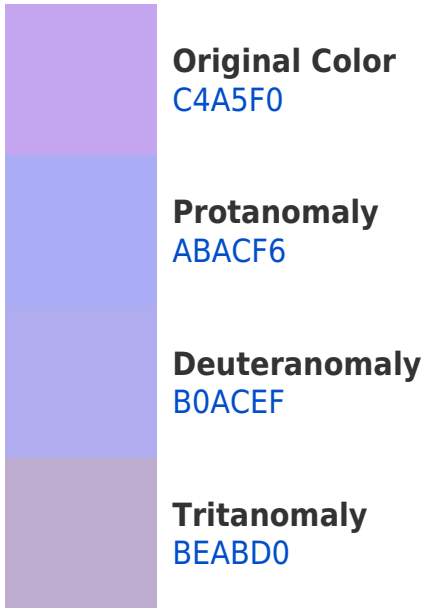 Original Color
C4A5F0
Protanomaly
ABACF6
Deuteranomaly
B0ACEF
Tritanomaly
BEABD0